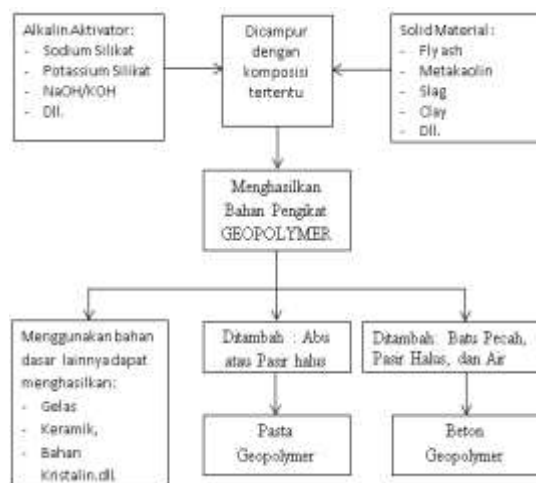 Alkalin Aktivator:
- Sodium Silikat
- Potassium Silikat
- NaOH/KOH
- Dll.
Dicampur
dengan
komposisi
tertentu
Solid Material :
- Fly ash
- Metakaolin
- Slag
- Clay
- Dll.
Menghasilkan
Bahan Pengikat
GEOPOLYMER
Menggunakan bahan
dasar lainnya dapat
menghasilkan:
- Gelas
- Keramik,
- Bahan
Kristalin.dll.
Ditambah : Abu
atau Pasir halus
Ditambah: Batu Pecah,
Pasir Halus, dan Air
Pasta
Geopolymer
Beton
Geopolymer